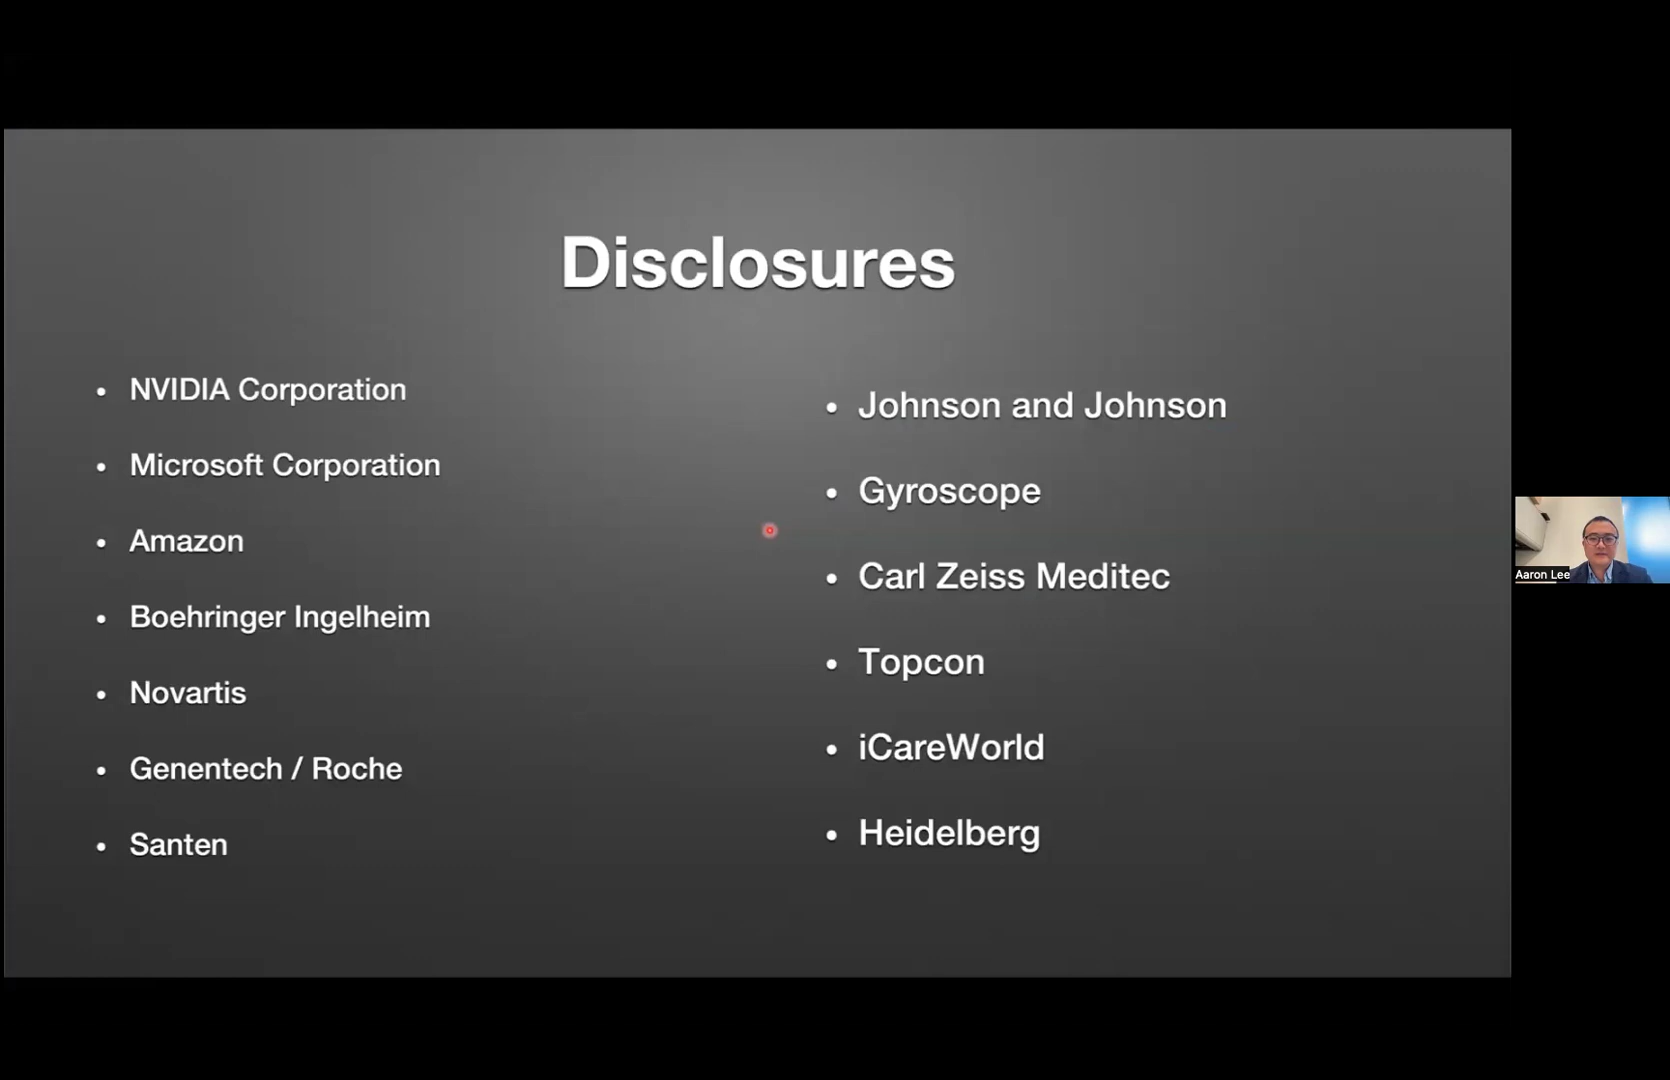 Disclosures
NVIDIA Corporation
Microsoft Corporation
Amazon
Boehringer Ingelheim
Novartis
Genentech / Roche
Santen
Johnson and Johnson
Gyroscope
Carl Zeiss Meditec
Topcon
iCareWorld
Heidelberg
Aaron Lee